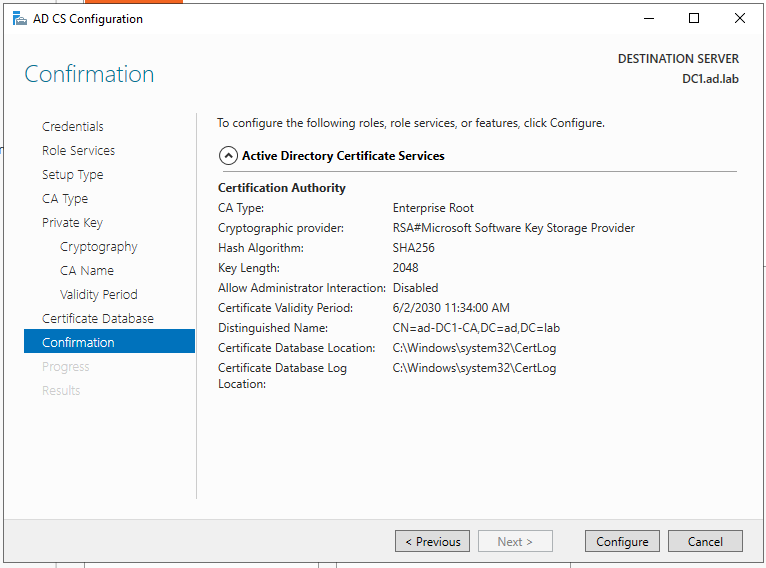 AD CS Configuration
Confirmation
DESTINATION SERVER
DC1.ad.lab
Credentials
Role Services
Setup Type
CA Type
Private Key
Cryptography
CA Name
Validity Period
Certificate Database
Confirmation
Progress
Results
To configure the following roles, role services, or features, click Configure.
Active Directory Certificate Services
Certification Authority
CA Type: Enterprise Root
Cryptographic provider: RSA#Microsoft Software Key Storage Provider
Hash Algorithm: SHA256
Key Length: 2048
Allow Administrator Interaction: Disabled
Certificate Validity Period: 6/2/2030 11:34:00 AM
Distinguished Name: CN=ad-DC1-CA,DC=ad,DC=lab
Certificate Database Location: C:\Windows\system32\CertLog
Certificate Database Log C:\Windows\system32\CertLog
Location:
< Previous
Next >
Configure
Cancel